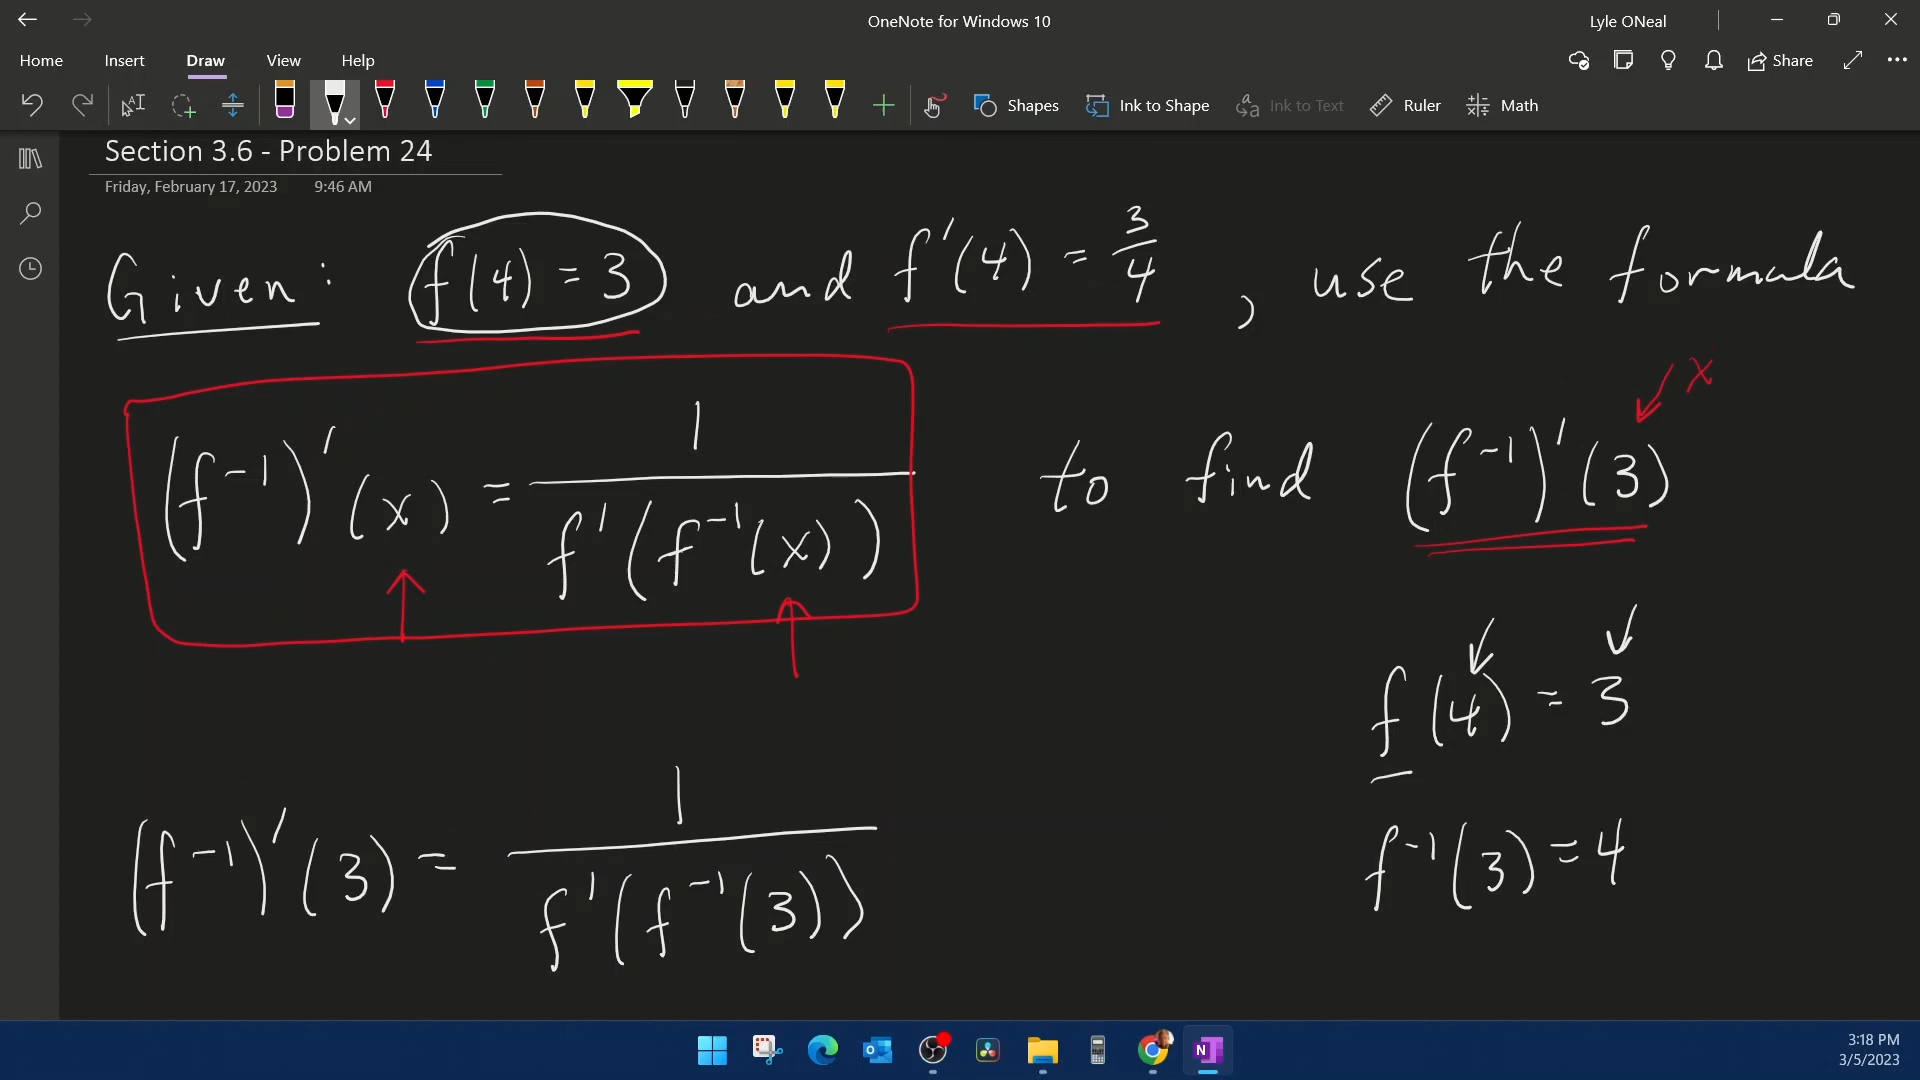 OneNote for Windows 10
Lyle ONeal
Home Insert Draw View Help
Share
Shapes Ink to Shape Ink to Text Ruler Math
Section 3.6 - Problem 24
Friday, February 17, 2023 9:46 AM
Given: f(4) = 3 and f'(4) = 3/4, use the formula
x
(f⁻¹)'(x) = 1/f'(f⁻¹(x)) to find (f⁻¹)'(3)
f(4) = 3
(f⁻¹)'(3) = 1/f'(f⁻¹(3))
f⁻¹(3) = 4
3:18 PM
3/5/2023